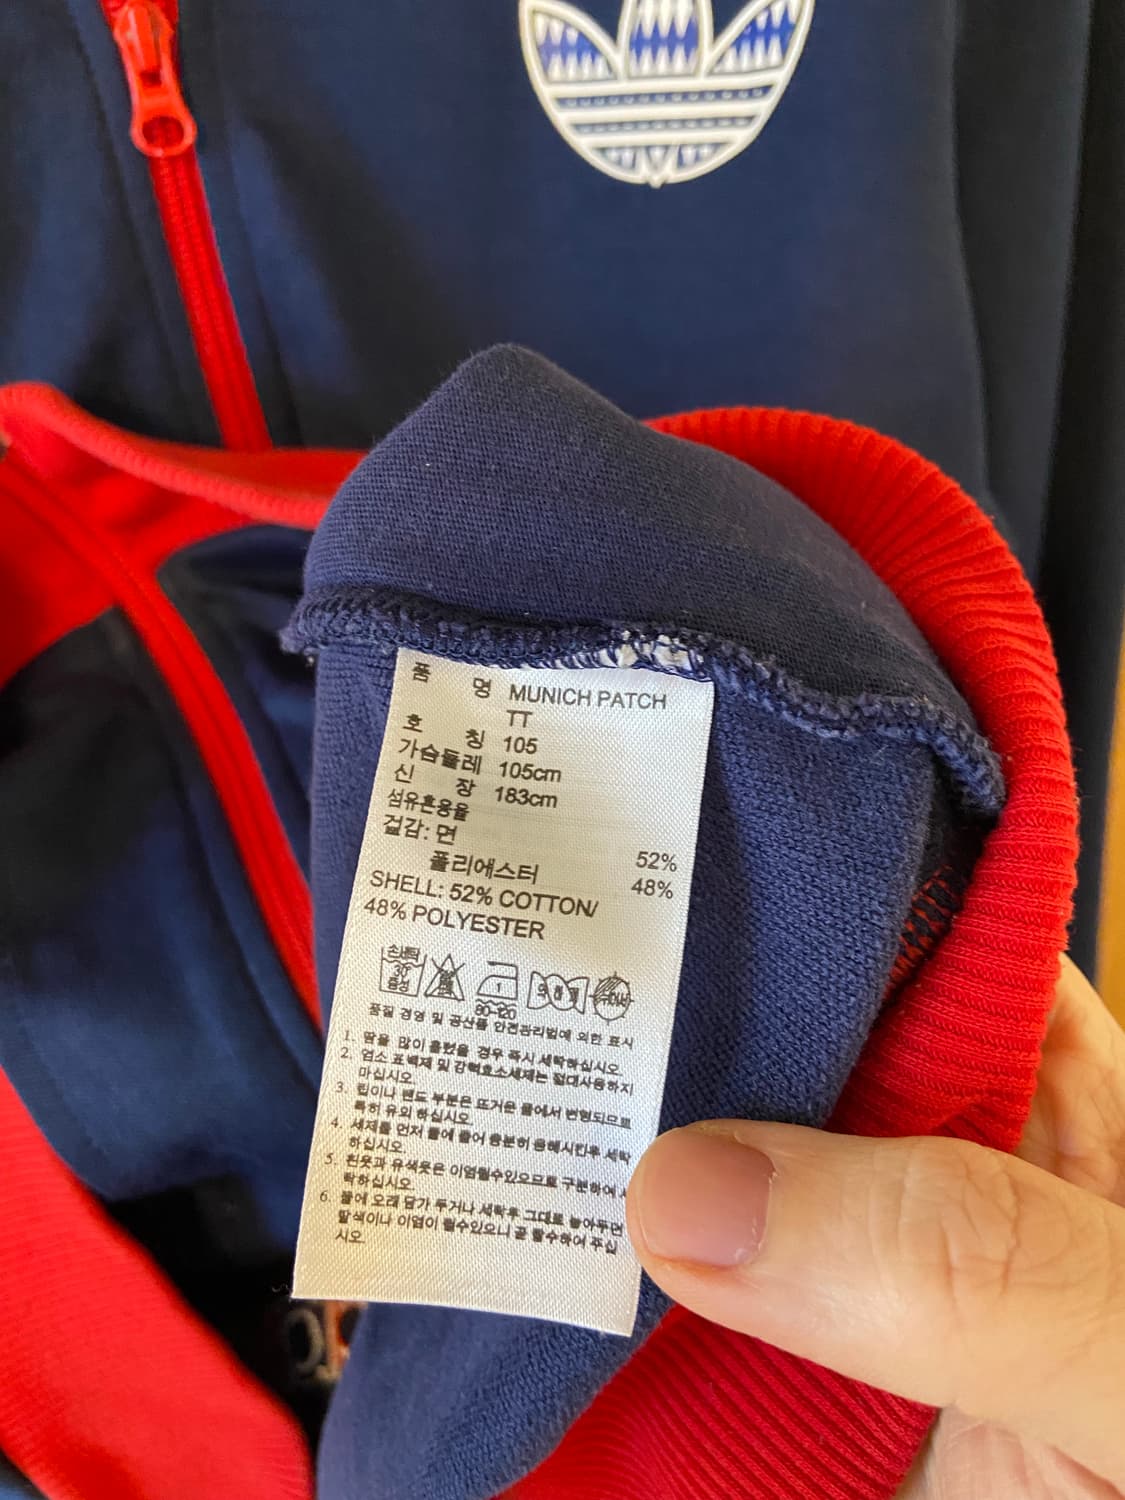 품 명 MUNICH PATCH
TT
호 칭 105
가슴둘레 105cm
신 장 183cm
섬유혼용율
겉감: 면 52%
폴리에스터 48%
SHELL: 52% COTTON/
48% POLYESTER
손세탁
30°
중성
1
80~120
품질 경영 및 공산품 안전관리법에 의한 표시
1. 땀을 많이 흘렸을 경우 즉시 세탁하십시오.
2. 염소 표백제 및 강력효소세제는 절대사용하지
마십시오.
3. 립이나 밴드 부분은 뜨거운 물에서 변형되므로
특히 유의 하십시오.
4. 세제를 먼저 물에 풀어 충분히 용해시킨후 세탁
하십시오.
5. 흰옷과 유색옷은 이염될수있으므로 구분하여
탁하십시오.
6. 물에 오래 담가 두거나 세탁후 그대로 놓아두면
탈색이나 이염이 될수있으니 곧 탈수하여 주십
시오.